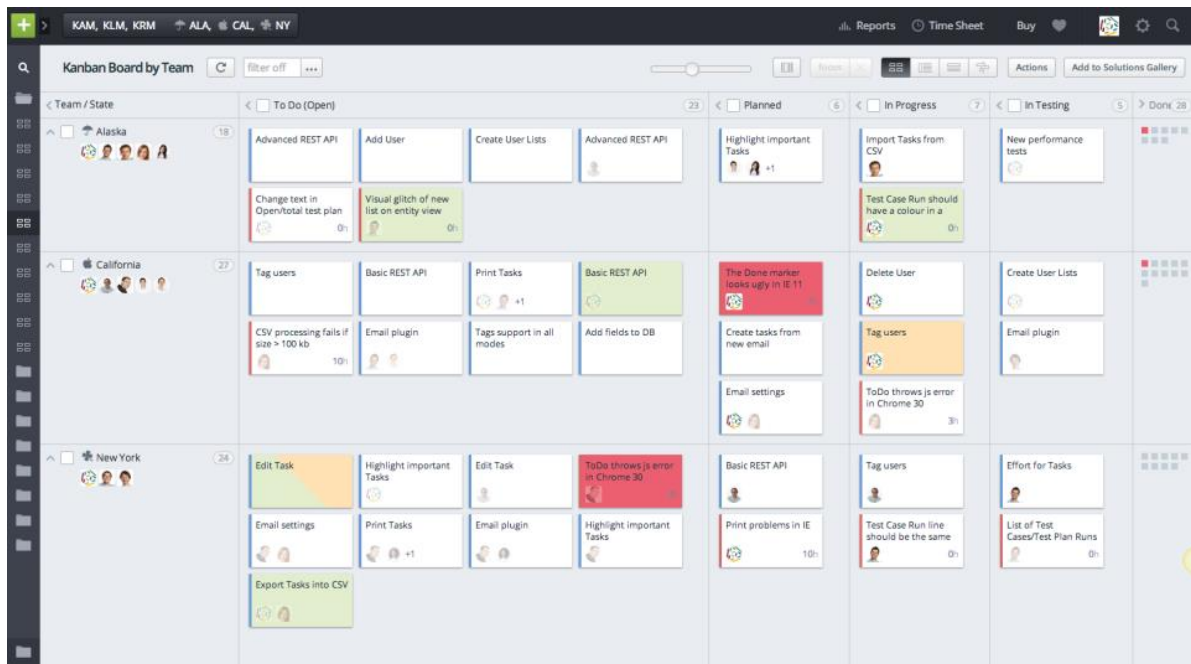 + > KAM, KLM, KRM ALA, CAL, NY Reports Time Sheet Buy
Kanban Board by Team C filter off ... Actions Add to Solutions Gallery
< Team / State < To Do (Open) 23 < Planned 6 < In Progress 7 < In Testing 5 > Done 28
Alaska 18
Advanced REST API
Add User
Create User Lists
Advanced REST API
Highlight important
Tasks
+1
Import Tasks from
CSV
New performance
tests
Change text in
Open/total test plan
0h
Visual glitch of new
list on entity view
0h
Test Case Run should
have a colour in a
0h
California 27
Tag users
Basic REST API
Print Tasks
+1
Basic REST API
The Done marker
looks ugly in IE 11
Delete User
Create User Lists
CSV processing fails if
size > 100 kb
10h
Email plugin
Tags support in all
modes
Add fields to DB
Create tasks from
new email
Tag users
Email plugin
Email settings
ToDo throws js error
in Chrome 30
3h
New York 24
Edit Task
Highlight important
Tasks
Edit Task
ToDo throws js error
in Chrome 30
Basic REST API
Tag users
Effort for Tasks
Email settings
Print Tasks
+1
Email plugin
Highlight important
Tasks
Print problems in IE
10h
Test Case Run line
should be the same
0h
List of Test
Cases/Test Plan Runs
0h
Export Tasks into CSV